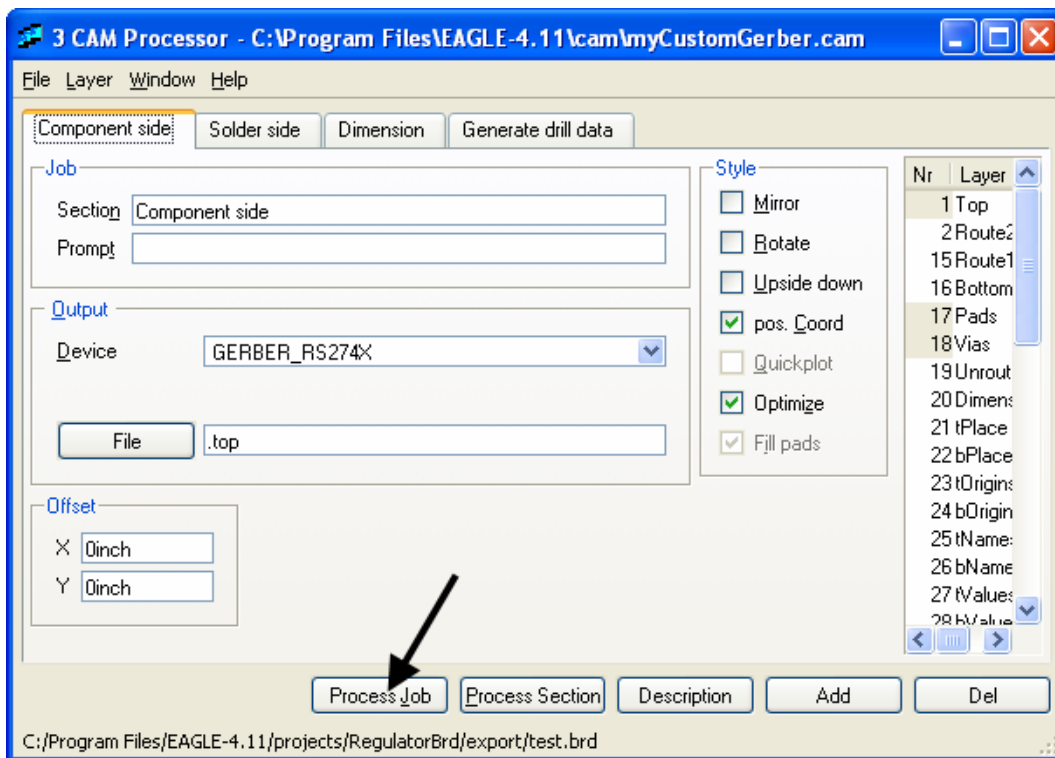 3 CAM Processor - C:\Program Files\EAGLE-4.11\cam\myCustomGerber.cam
File Layer Window Help
Component side Solder side Dimension Generate drill data
Job
Section Component side
Prompt
Output
Device GERBER_RS274X
File .top
Offset
X 0inch
Y 0inch
Style
Mirror
Rotate
Upside down
pos. Coord
Quickplot
Optimize
Fill pads
Nr Layer
1 Top
2 Route2
15 Route1
16 Bottom
17 Pads
18 Vias
19 Unrout
20 Dimens
21 tPlace
22 bPlace
23 tOrigins
24 bOrigin
25 tNames
26 bName
27 tValues
28 bValue
Process Job Process Section Description Add Del
C:/Program Files/EAGLE-4.11/projects/RegulatorBrd/export/test.brd